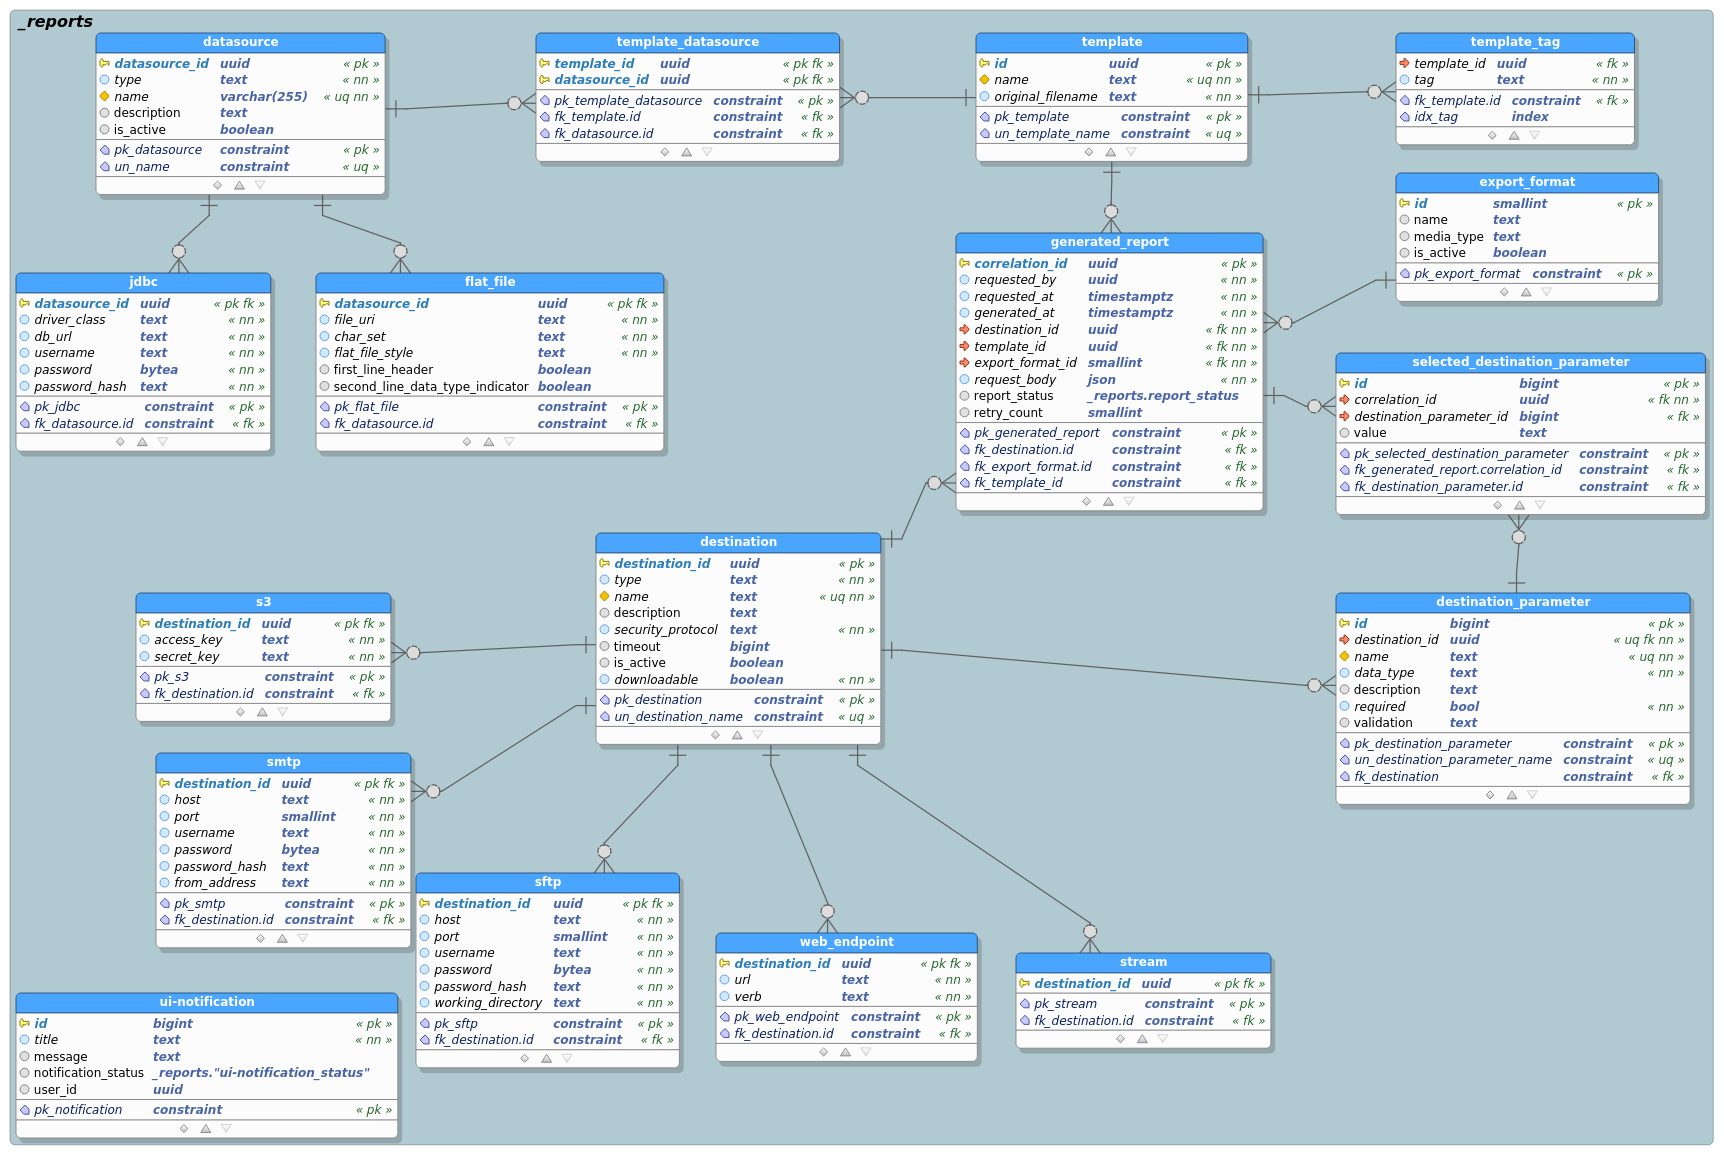 _reports
datasource
datasource_id uuid « pk »
type text « nn »
name varchar(255) « uq nn »
description text
is_active boolean
pk_datasource constraint « pk »
un_name constraint « uq »
template_datasource
template_id uuid « pk fk »
datasource_id uuid « pk fk »
pk_template_datasource constraint « pk »
fk_template.id constraint « fk »
fk_datasource.id constraint « fk »
template
id uuid « pk »
name text « uq nn »
original_filename text « nn »
pk_template constraint « pk »
un_template_name constraint « uq »
template_tag
template_id uuid « fk »
tag text « nn »
fk_template.id constraint « fk »
idx_tag index
export_format
id smallint « pk »
name text
media_type text
is_active boolean
pk_export_format constraint « pk »
jdbc
datasource_id uuid « pk fk »
driver_class text « nn »
db_url text « nn »
username text « nn »
password bytea « nn »
password_hash text « nn »
pk_jdbc constraint « pk »
fk_datasource.id constraint « fk »
flat_file
datasource_id uuid « pk fk »
file_uri text « nn »
char_set text « nn »
flat_file_style text « nn »
first_line_header boolean
second_line_data_type_indicator boolean
pk_flat_file constraint « pk »
fk_datasource.id constraint « fk »
generated_report
correlation_id uuid « pk »
requested_by uuid « nn »
requested_at timestamptz « nn »
generated_at timestamptz « nn »
destination_id uuid « fk nn »
template_id uuid « fk nn »
export_format_id smallint « fk nn »
request_body json « nn »
report_status _reports.report_status
retry_count smallint
pk_generated_report constraint « pk »
fk_destination.id constraint « fk »
fk_export_format.id constraint « fk »
fk_template_id constraint « fk »
selected_destination_parameter
id bigint « pk »
correlation_id uuid « fk nn »
destination_parameter_id bigint « fk »
value text
pk_selected_destination_parameter constraint « pk »
fk_generated_report.correlation_id constraint « fk »
fk_destination_parameter.id constraint « fk »
destination
destination_id uuid « pk »
type text « nn »
name text « uq nn »
description text
security_protocol text « nn »
timeout bigint
is_active boolean
downloadable boolean « nn »
pk_destination constraint « pk »
un_destination_name constraint « uq »
s3
destination_id uuid « pk fk »
access_key text « nn »
secret_key text « nn »
pk_s3 constraint « pk »
fk_destination.id constraint « fk »
destination_parameter
id bigint « pk »
destination_id uuid « uq fk nn »
name text « uq nn »
data_type text « nn »
description text
required bool « nn »
validation text
pk_destination_parameter constraint « pk »
un_destination_parameter_name constraint « uq »
fk_destination constraint « fk »
smtp
destination_id uuid « pk fk »
host text « nn »
port smallint « nn »
username text « nn »
password bytea « nn »
password_hash text « nn »
from_address text « nn »
pk_smtp constraint « pk »
fk_destination.id constraint « fk »
sftp
destination_id uuid « pk fk »
host text « nn »
port smallint « nn »
username text « nn »
password bytea « nn »
password_hash text « nn »
working_directory text « nn »
pk_sftp constraint « pk »
fk_destination.id constraint « fk »
web_endpoint
destination_id uuid « pk fk »
url text « nn »
verb text « nn »
pk_web_endpoint constraint « pk »
fk_destination.id constraint « fk »
stream
destination_id uuid « pk fk »
pk_stream constraint « pk »
fk_destination.id constraint « fk »
ui-notification
id bigint « pk »
title text « nn »
message text
notification_status _reports."ui-notification_status"
user_id uuid
pk_notification constraint « pk »